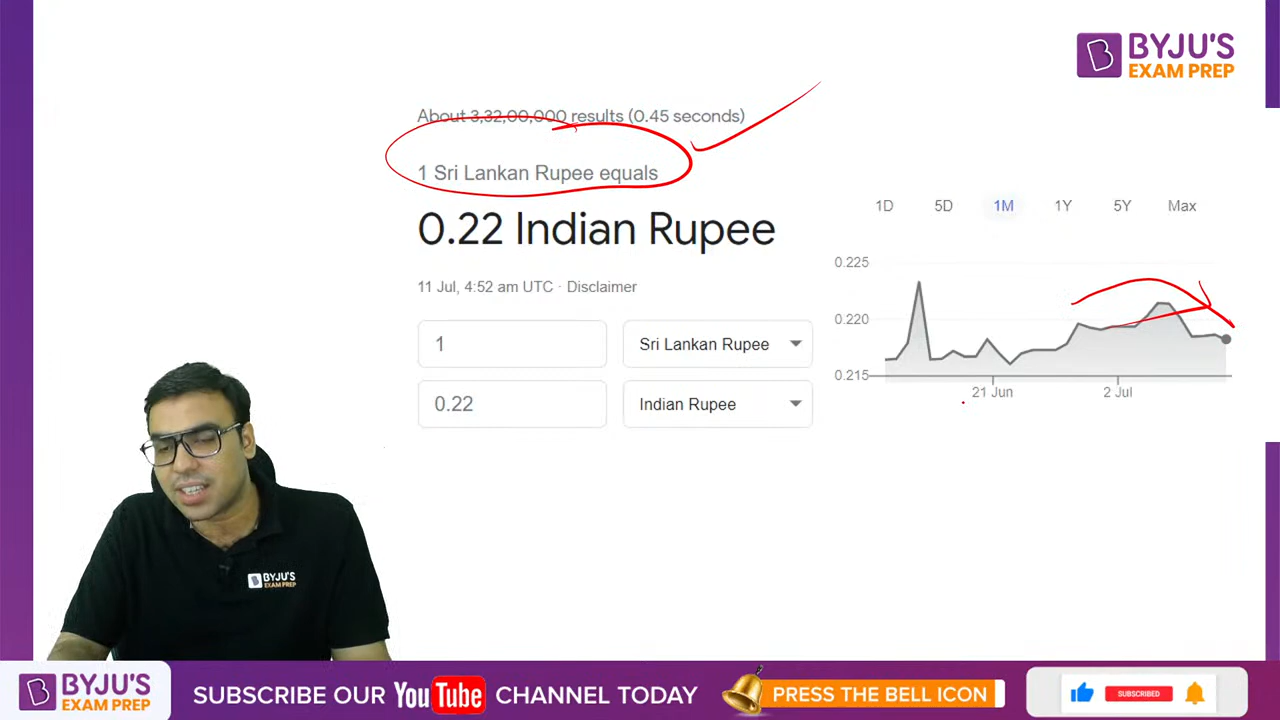 BYJU'S
EXAM PREP
About 3,32,00,000 results (0.45 seconds)
1 Sri Lankan Rupee equals
0.22 Indian Rupee
11 Jul, 4:52 am UTC · Disclaimer
1 Sri Lankan Rupee
0.22 Indian Rupee
1D 5D 1M 1Y 5Y Max
0.225
0.220
0.215
21 Jun 2 Jul
BYJU'S
EXAM PREP
BYJU'S
EXAM PREP
SUBSCRIBE OUR YouTube CHANNEL TODAY
PRESS THE BELL ICON
SUBSCRIBED